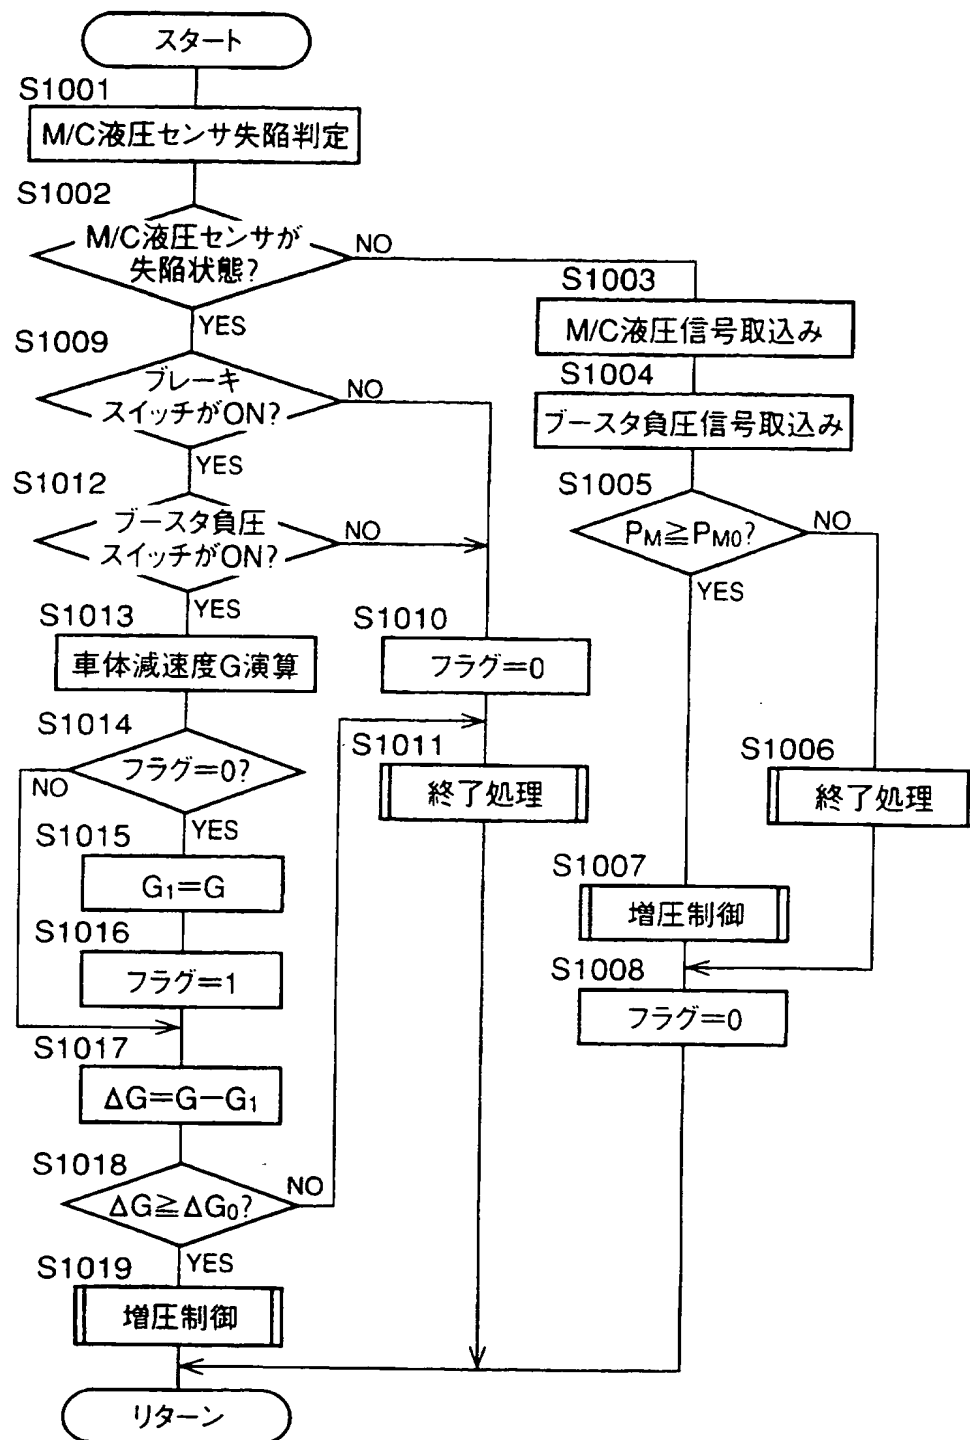 スタート
S1001
M/C液圧センサ失陥判定
S1002
M/C液圧センサが
失陥状態?
NO
YES
S1003
M/C液圧信号取込み
S1004
ブースタ負圧信号取込み
S1005
PM≧PM0?
NO
YES
S1006
終了処理
S1007
増圧制御
S1008
フラグ=0
S1009
ブレーキ
スイッチがON?
NO
YES
S1012
ブースタ負圧
スイッチがON?
NO
YES
S1010
フラグ=0
S1011
終了処理
S1013
車体減速度G演算
S1014
フラグ=0?
NO
YES
S1015
G1=G
S1016
フラグ=1
S1017
ΔG=G−G1
S1018
ΔG≧ΔG0?
NO
YES
S1019
増圧制御
リターン